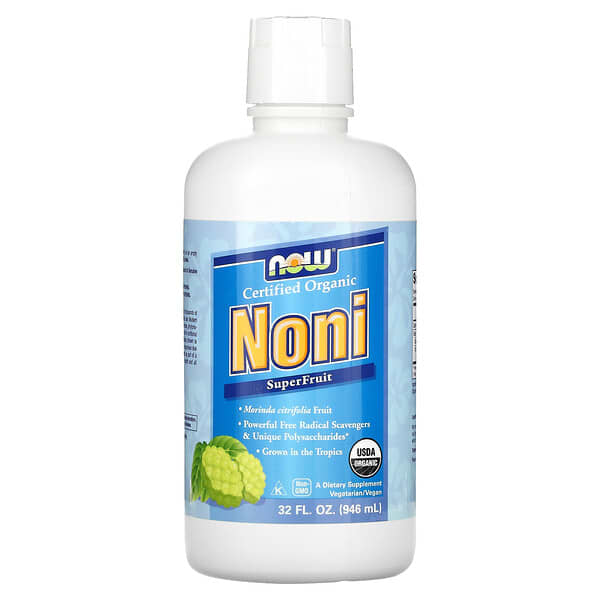 NOW
Certified Organic
Noni
SuperFruit
• Morinda citrifolia Fruit
• Powerful Free Radical Scavengers
& Unique Polysaccharides*
• Grown in the Tropics
USDA
ORGANIC
K
Non-
GMO
A Dietary Supplement
Vegetarian/Vegan
32 FL. OZ. (946 mL)